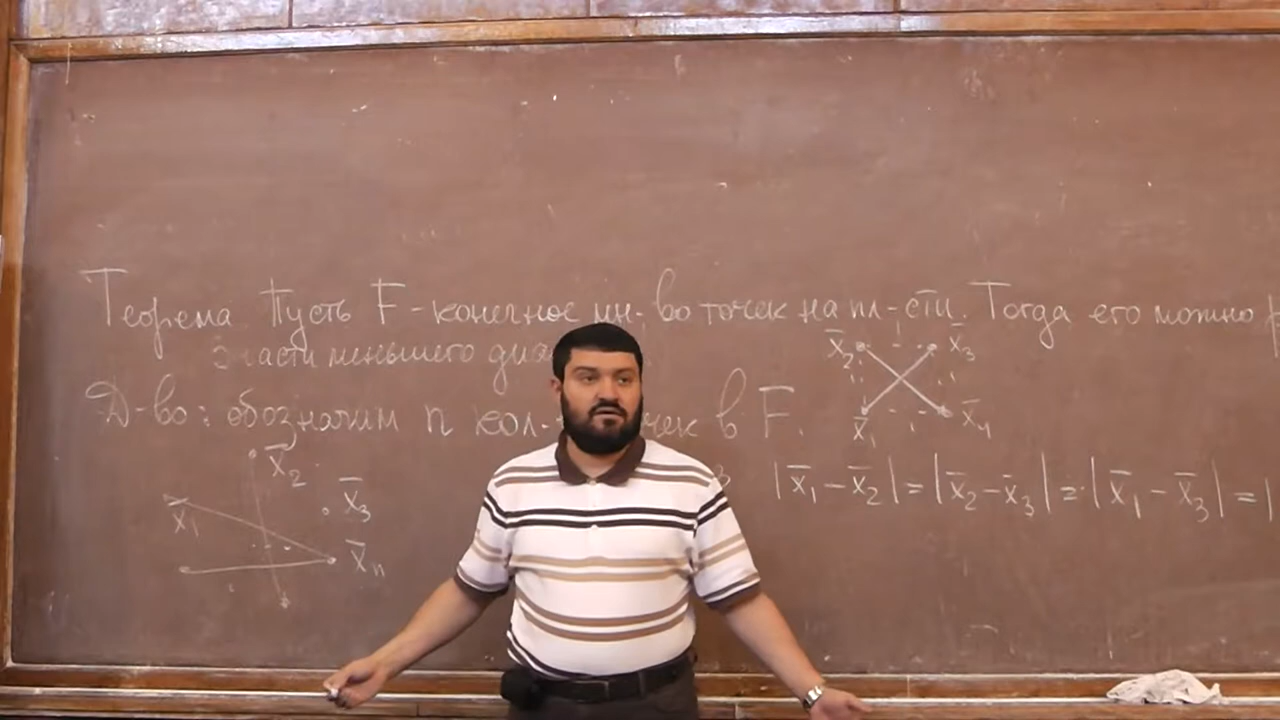 Теорема Пусть F - конечное мн-во точек на пл-сти. Тогда его можно
части меньшего диа
Д-во: обозначим n кол- чек в F.
x̄₂ x̄₃
x̄₁ x̄₄
x̄₂
x̄₁ x̄₃
x̄ₙ
|x̄₁ - x̄₂| = |x̄₂ - x̄₃| = |x̄₁ - x̄₃| = |